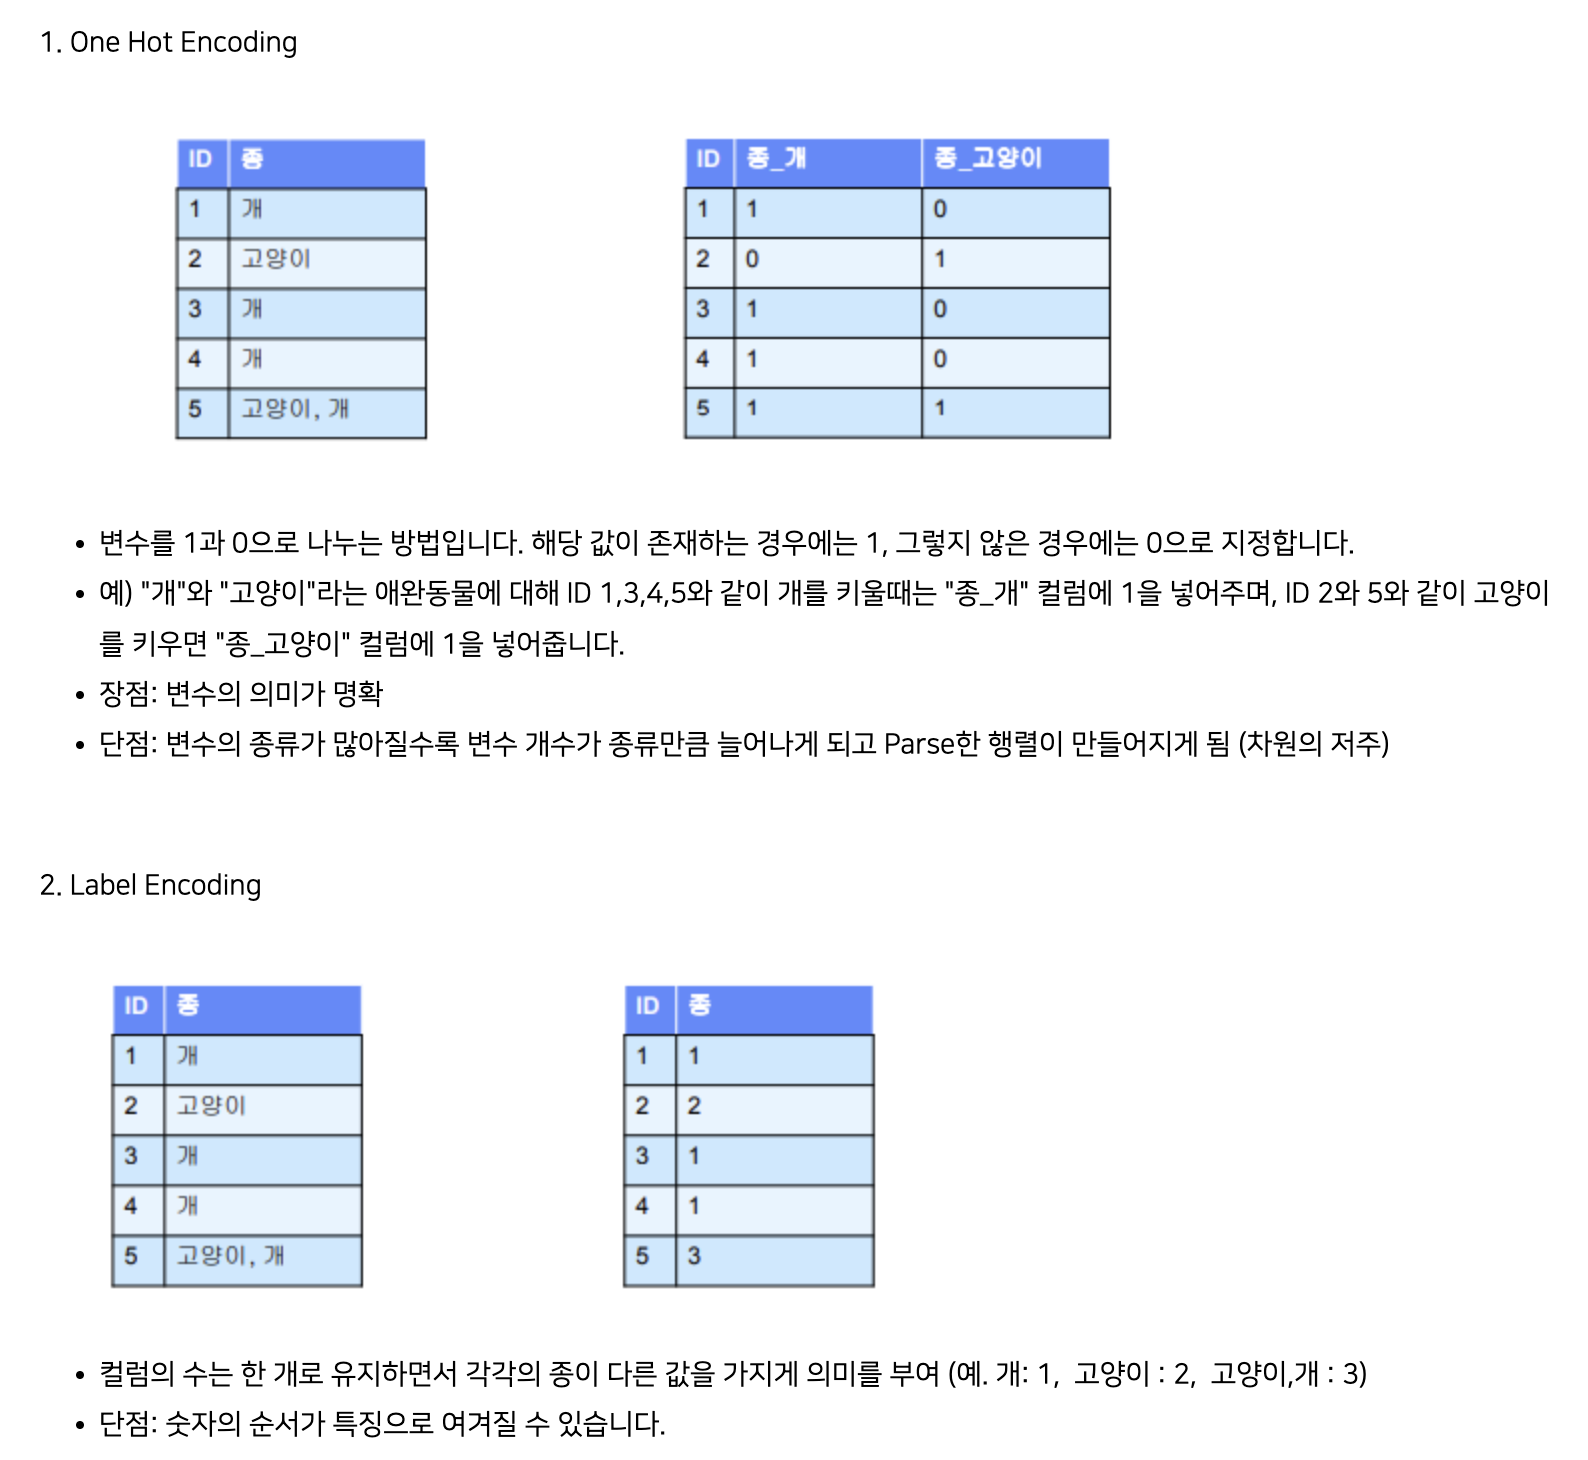 1. One Hot Encoding
ID 종 ID 종_개 종_고양이
1 개 1 1 0
2 고양이 2 0 1
3 개 3 1 0
4 개 4 1 0
5 고양이, 개 5 1 1
• 변수를 1과 0으로 나누는 방법입니다. 해당 값이 존재하는 경우에는 1, 그렇지 않은 경우에는 0으로 지정합니다.
• 예) "개"와 "고양이"라는 애완동물에 대해 ID 1,3,4,5와 같이 개를 키울때는 "종_개" 컬럼에 1을 넣어주며, ID 2와 5와 같이 고양이
를 키우면 "종_고양이" 컬럼에 1을 넣어줍니다.
• 장점: 변수의 의미가 명확
• 단점: 변수의 종류가 많아질수록 변수 개수가 종류만큼 늘어나게 되고 Parse한 행렬이 만들어지게 됨 (차원의 저주)
2. Label Encoding
ID 종 ID 종
1 개 1 1
2 고양이 2 2
3 개 3 1
4 개 4 1
5 고양이, 개 5 3
• 컬럼의 수는 한 개로 유지하면서 각각의 종이 다른 값을 가지게 의미를 부여 (예. 개: 1, 고양이 : 2, 고양이,개 : 3)
• 단점: 숫자의 순서가 특징으로 여겨질 수 있습니다.